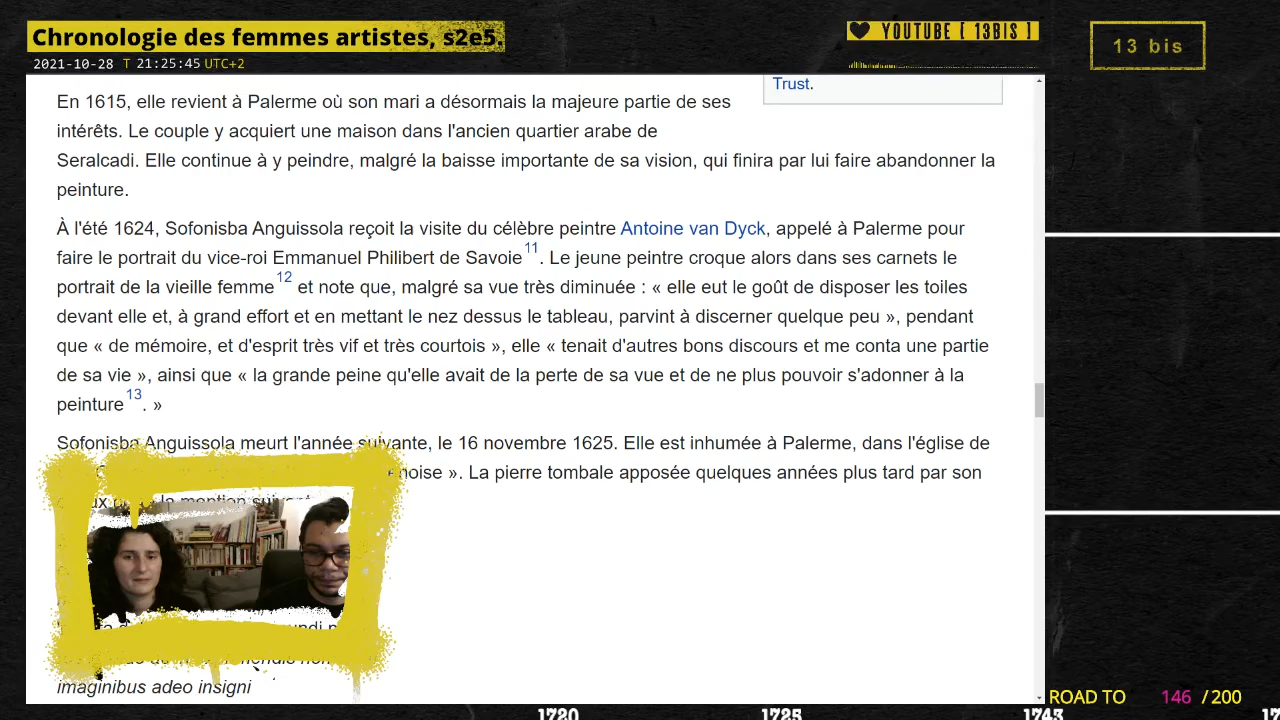 Chronologie des femmes artistes, s2e5
2021-10-28 T 21:25:45 UTC+2
YOUTUBE [ 13BIS ]
13 bis
Trust.
En 1615, elle revient à Palerme où son mari a désormais la majeure partie de ses
intérêts. Le couple y acquiert une maison dans l'ancien quartier arabe de
Seralcadi. Elle continue à y peindre, malgré la baisse importante de sa vision, qui finira par lui faire abandonner la
peinture.
À l'été 1624, Sofonisba Anguissola reçoit la visite du célèbre peintre Antoine van Dyck, appelé à Palerme pour
faire le portrait du vice-roi Emmanuel Philibert de Savoie 11. Le jeune peintre croque alors dans ses carnets le
portrait de la vieille femme 12 et note que, malgré sa vue très diminuée : « elle eut le goût de disposer les toiles
devant elle et, à grand effort et en mettant le nez dessus le tableau, parvint à discerner quelque peu », pendant
que « de mémoire, et d'esprit très vif et très courtois », elle « tenait d'autres bons discours et me conta une partie
de sa vie », ainsi que « la grande peine qu'elle avait de la perte de sa vue et de ne plus pouvoir s'adonner à la
peinture 13. »
Sofonisba Anguissola meurt l'année suivante, le 16 novembre 1625. Elle est inhumée à Palerme, dans l'église de
noise ». La pierre tombale apposée quelques années plus tard par son
la mention
imaginibus adeo insigni
ROAD TO 146 / 200
1720 1725 1743